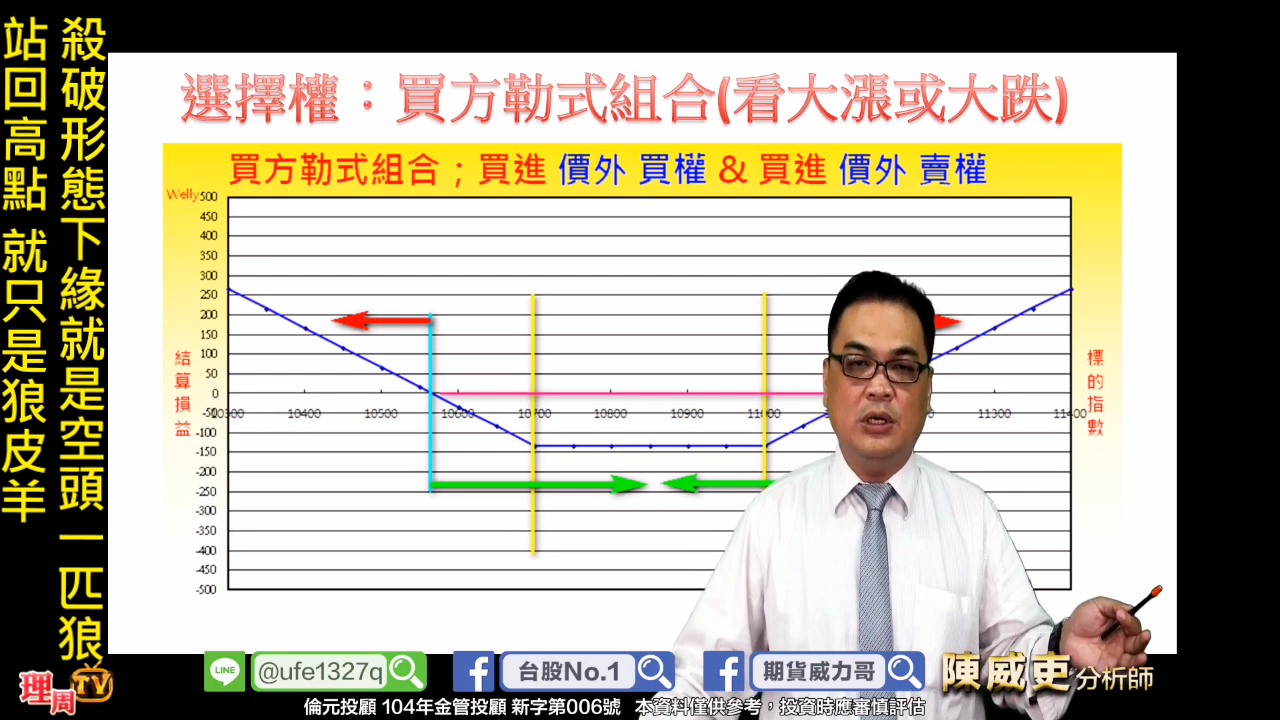 殺破形態下緣就是空頭一匹狼
站回高點 就只是狼皮羊
選擇權：買方勒式組合(看大漲或大跌)
買方勒式組合；買進 價外 買權 & 買進 價外 賣權
Welly
500
450
400
350
300
250
200
150
100
50
0
-50
-100
-150
-200
-250
-300
-350
-400
-450
-500
結算損益
10300 10400 10500 10600 10700 10800 10900 11000 11300 11400
標的指數
LINE @ufe1327q
台股No.1
期貨威力哥
陳威吏 分析師
理周TV
倫元投顧 104年金管投顧 新字第006號 本資料僅供參考，投資時應審慎評估